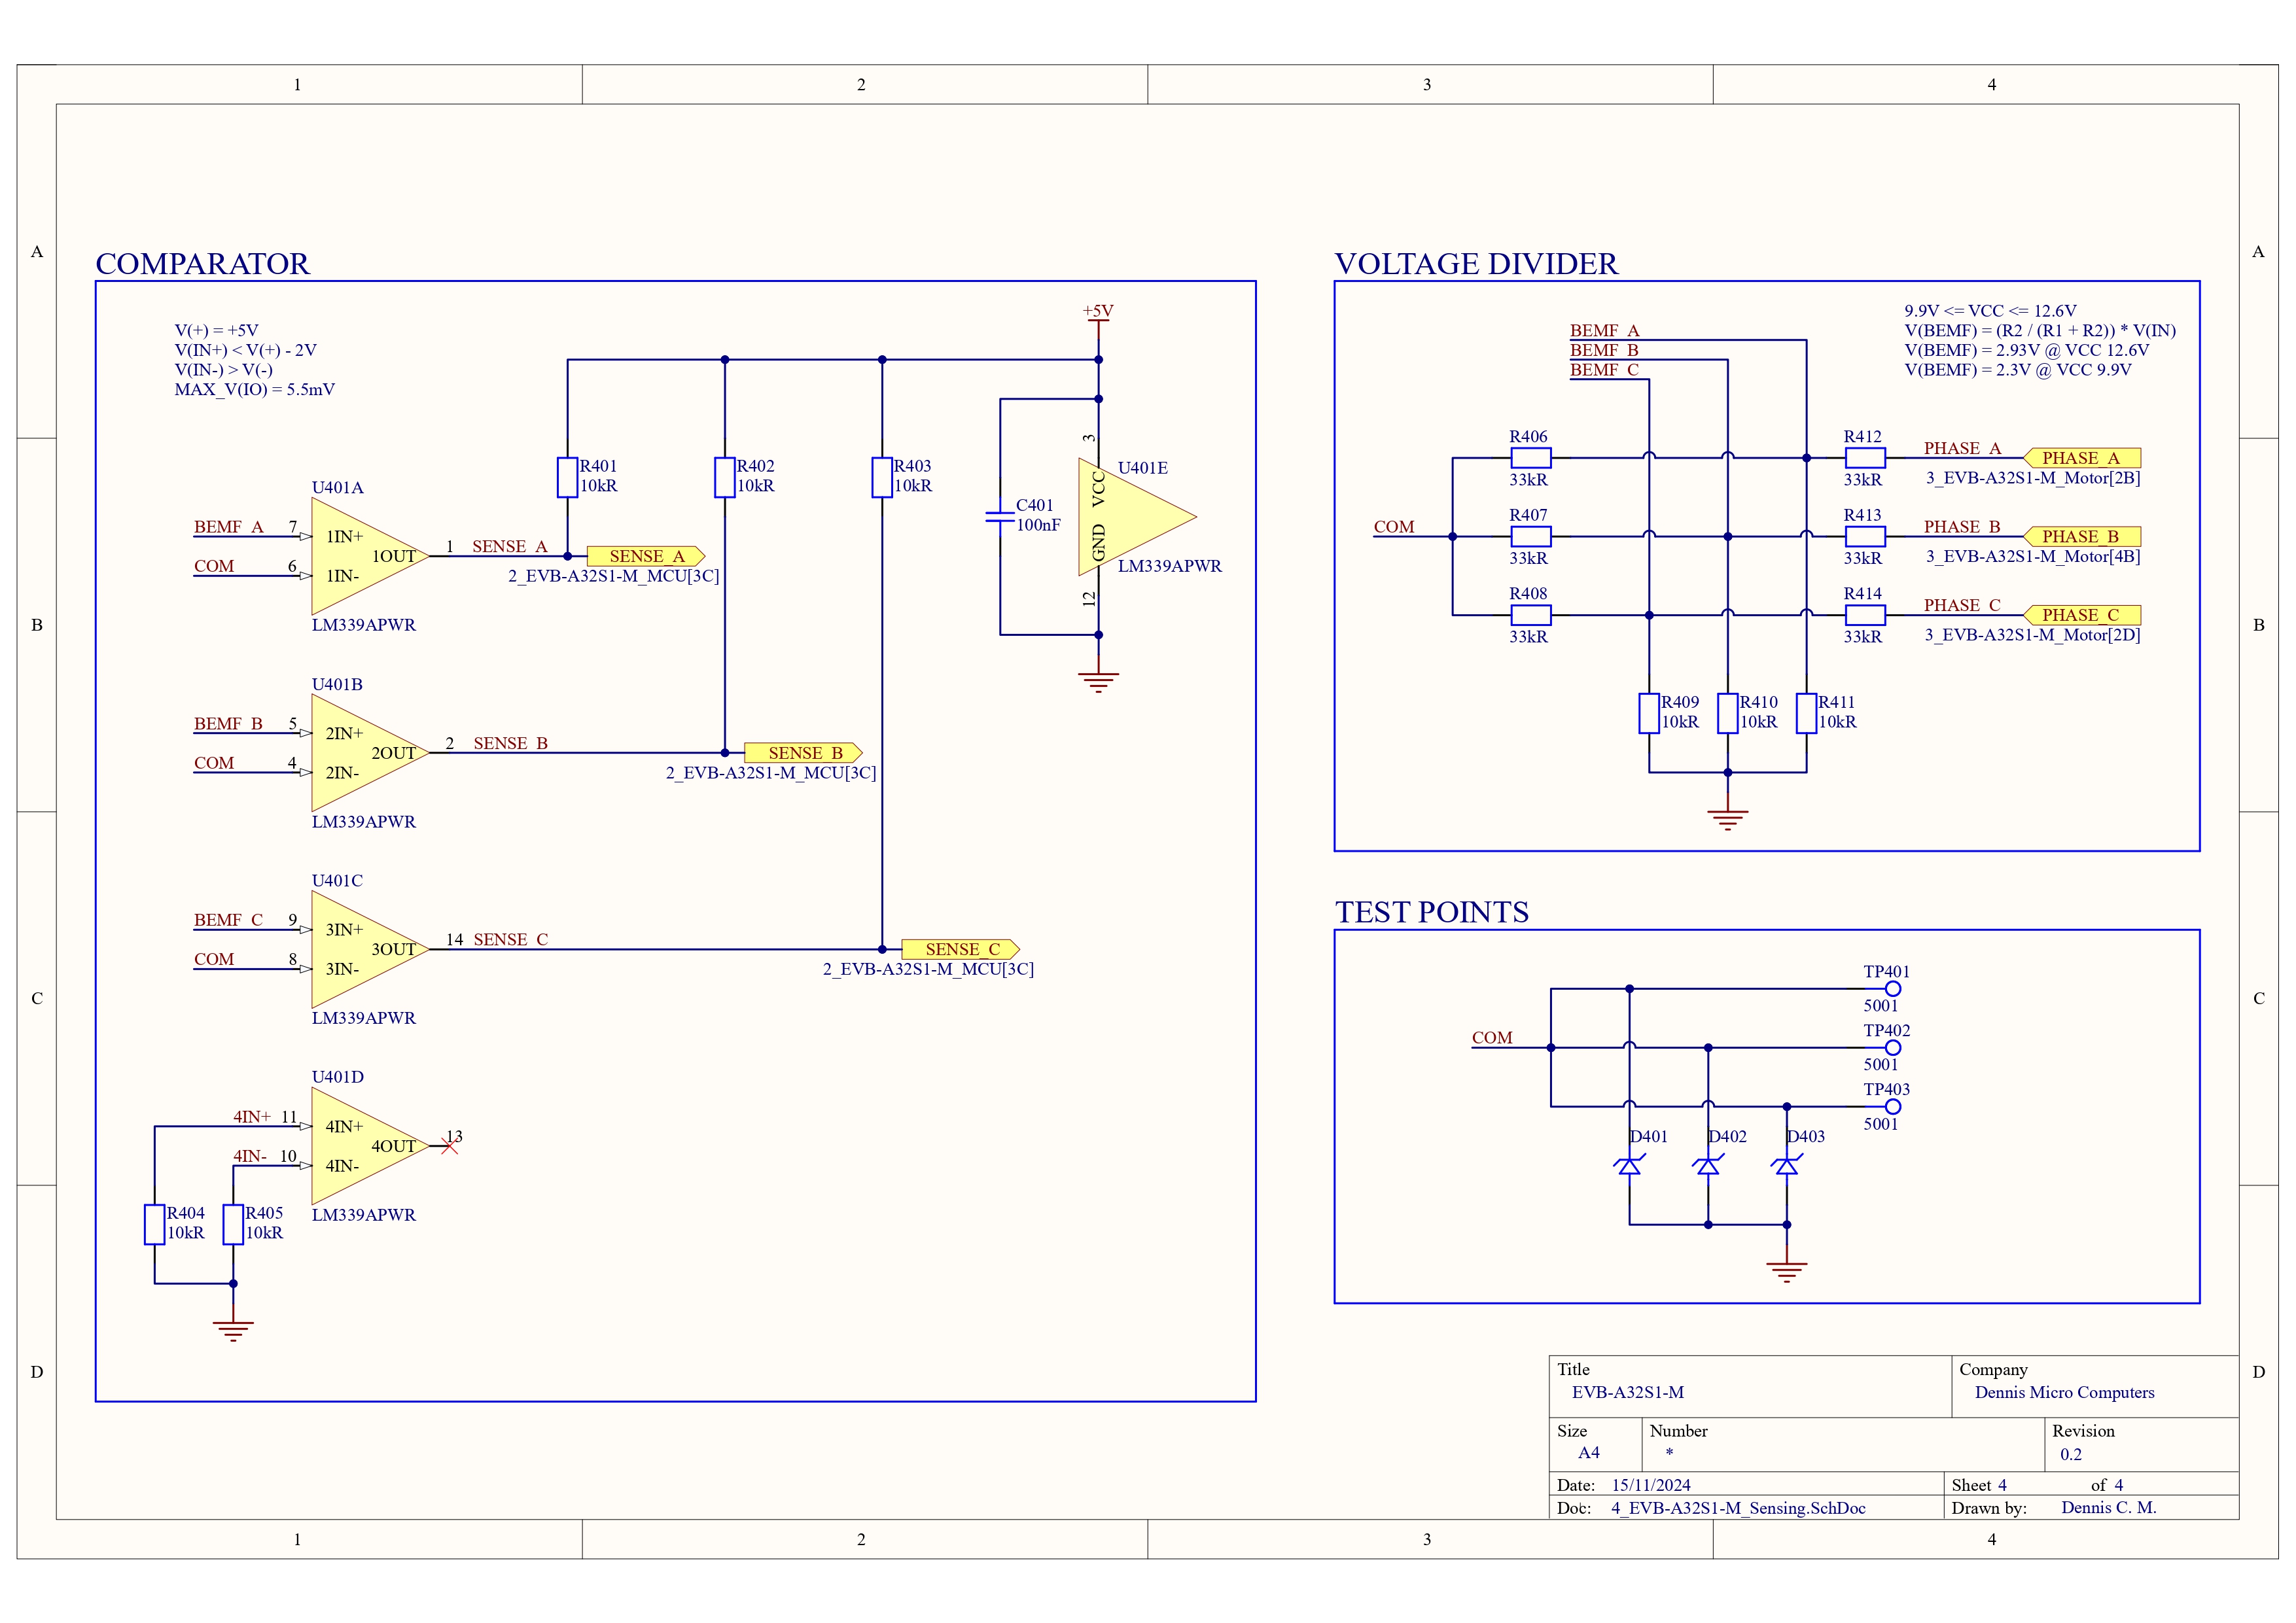 1 2 3 4
A A
B B
C C
D D
COMPARATOR
V(+) = +5V
V(IN+) < V(+) - 2V
V(IN-) > V(-)
MAX_V(IO) = 5.5mV
+5V
R401
10kR
R402
10kR
R403
10kR
C401
100nF
3
VCC
GND
12
U401E
LM339APWR
U401A
BEMF_A 7 1IN+
COM 6 1IN-
1OUT 1 SENSE_A
SENSE_A
2_EVB-A32S1-M_MCU[3C]
LM339APWR
U401B
BEMF_B 5 2IN+
COM 4 2IN-
2OUT 2 SENSE_B
SENSE_B
2_EVB-A32S1-M_MCU[3C]
LM339APWR
U401C
BEMF_C 9 3IN+
COM 8 3IN-
3OUT 14 SENSE_C
SENSE_C
2_EVB-A32S1-M_MCU[3C]
LM339APWR
U401D
4IN+ 11 4IN+
4IN- 10 4IN-
4OUT 13
LM339APWR
R404
10kR
R405
10kR
VOLTAGE DIVIDER
9.9V <= VCC <= 12.6V
V(BEMF) = (R2 / (R1 + R2)) * V(IN)
V(BEMF) = 2.93V @ VCC 12.6V
V(BEMF) = 2.3V @ VCC 9.9V
BEMF_A
BEMF_B
BEMF_C
COM
R406
33kR
R407
33kR
R408
33kR
R412
33kR
PHASE_A
PHASE_A
3_EVB-A32S1-M_Motor[2B]
R413
33kR
PHASE_B
PHASE_B
3_EVB-A32S1-M_Motor[4B]
R414
33kR
PHASE_C
PHASE_C
3_EVB-A32S1-M_Motor[2D]
R409
10kR
R410
10kR
R411
10kR
TEST POINTS
COM
TP401
5001
TP402
5001
TP403
5001
D401
D402
D403
Title
EVB-A32S1-M
Company
Dennis Micro Computers
Size
A4
Number
*
Revision
0.2
Date: 15/11/2024
Sheet 4 of 4
Doc: 4_EVB-A32S1-M_Sensing.SchDoc
Drawn by: Dennis C. M.
1 2 3 4